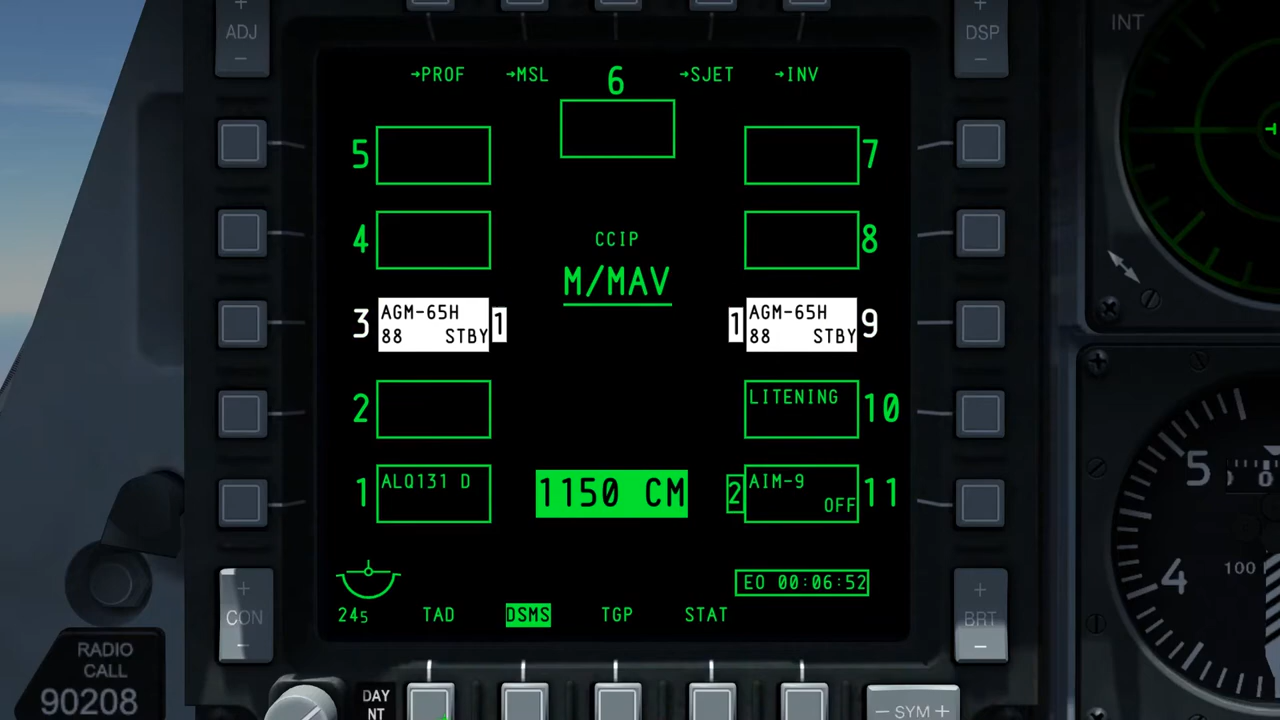 ADJ
DSP
INT
→PROF
→MSL
6
→SJET
→INV
5
7
4
CCIP
8
M/MAV
3
AGM-65H
88 STBY
1
1
AGM-65H
88 STBY
9
2
LITENING
10
1
ALQ131 D
1150 CM
2
AIM-9
OFF
11
5
4
100
EO 00:06:52
245
TAD
DSMS
TGP
STAT
CON
BRT
RADIO
CALL
90208
DAY
NT
- SYM +